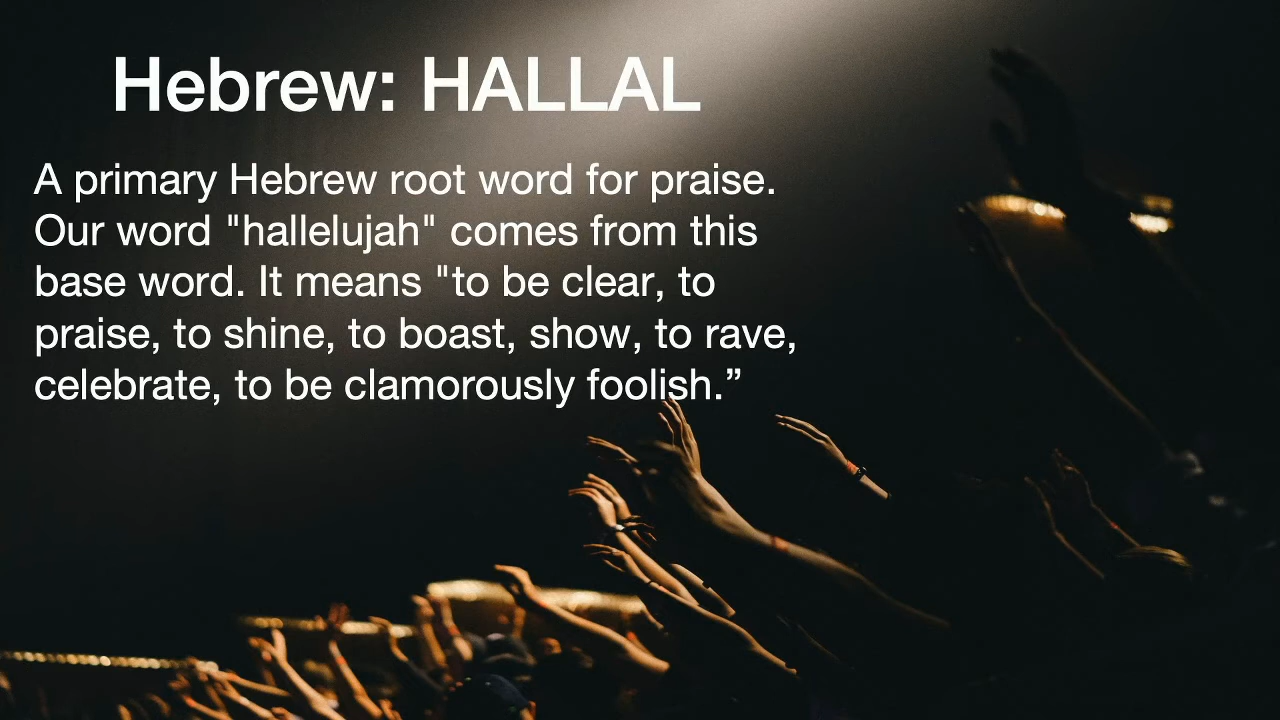 Hebrew: HALLAL
A primary Hebrew root word for praise.
Our word "hallelujah" comes from this
base word. It means "to be clear, to
praise, to shine, to boast, show, to rave,
celebrate, to be clamorously foolish.”